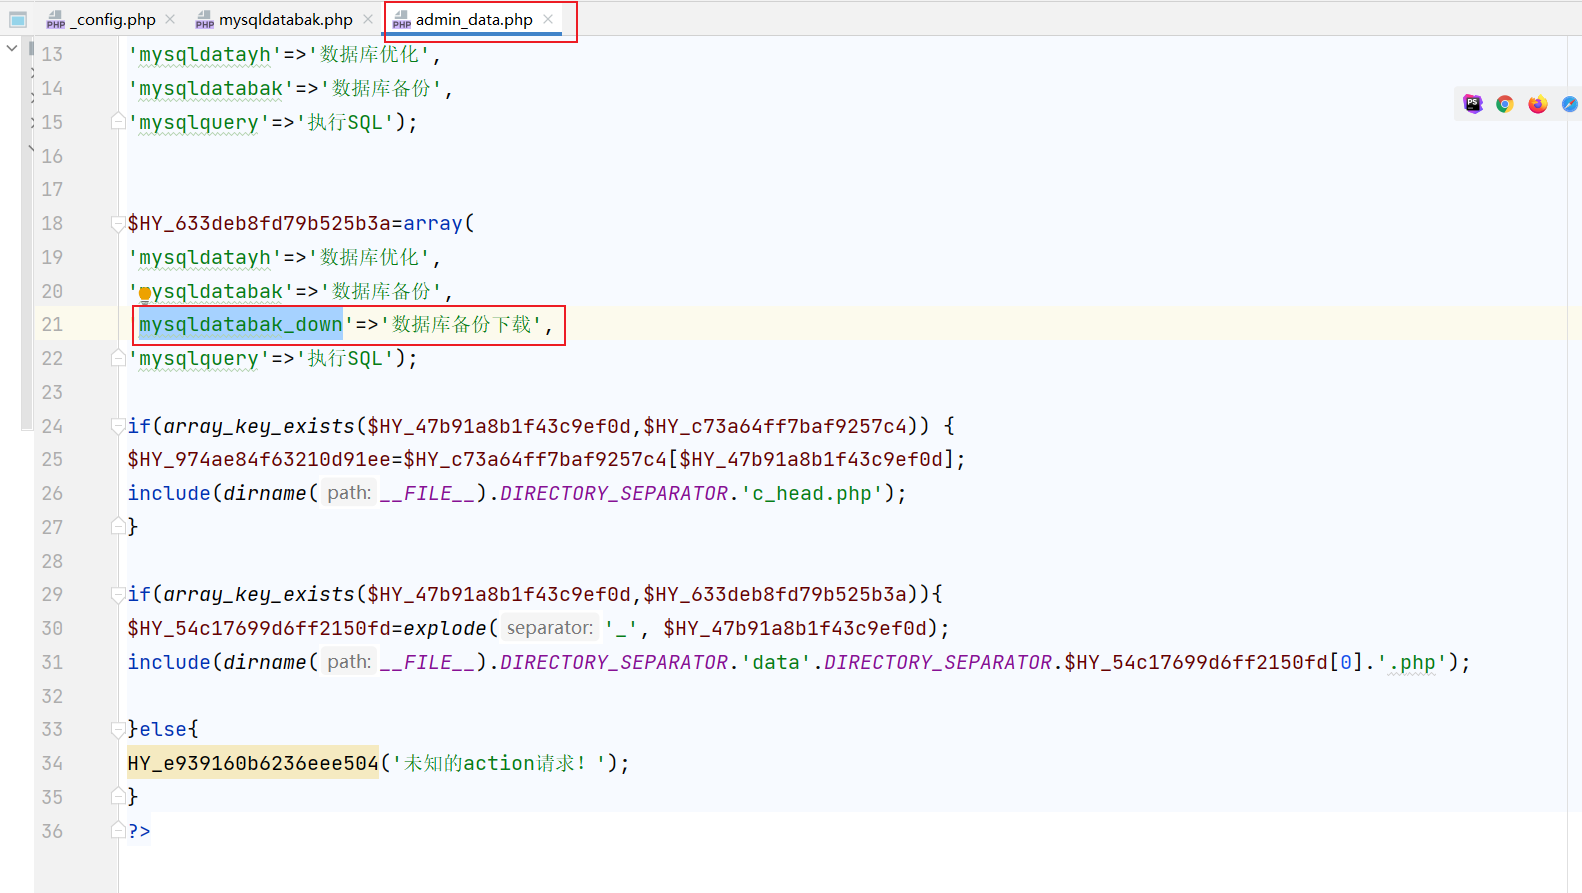 _config.php mysqldatabak.php admin_data.php
13 'mysqldatayh'=>'数据库优化',
14 'mysqldatabak'=>'数据库备份',
15 'mysqlquery'=>'执行SQL');
16
17
18 $HY_633deb8fd79b525b3a=array(
19 'mysqldatayh'=>'数据库优化',
20 'mysqldatabak'=>'数据库备份',
21 'mysqldatabak_down'=>'数据库备份下载',
22 'mysqlquery'=>'执行SQL');
23
24 if(array_key_exists($HY_47b91a8b1f43c9ef0d,$HY_c73a64ff7baf9257c4)) {
25 $HY_974ae84f63210d91ee=$HY_c73a64ff7baf9257c4[$HY_47b91a8b1f43c9ef0d];
26 include(dirname( path: __FILE__).DIRECTORY_SEPARATOR.'c_head.php');
27 }
28
29 if(array_key_exists($HY_47b91a8b1f43c9ef0d,$HY_633deb8fd79b525b3a)){
30 $HY_54c17699d6ff2150fd=explode( separator: '_', $HY_47b91a8b1f43c9ef0d);
31 include(dirname( path: __FILE__).DIRECTORY_SEPARATOR.'data'.DIRECTORY_SEPARATOR.$HY_54c17699d6ff2150fd[0].'.php');
32
33 }else{
34 HY_e939160b6236eee504('未知的action请求！');
35 }
36 ?>